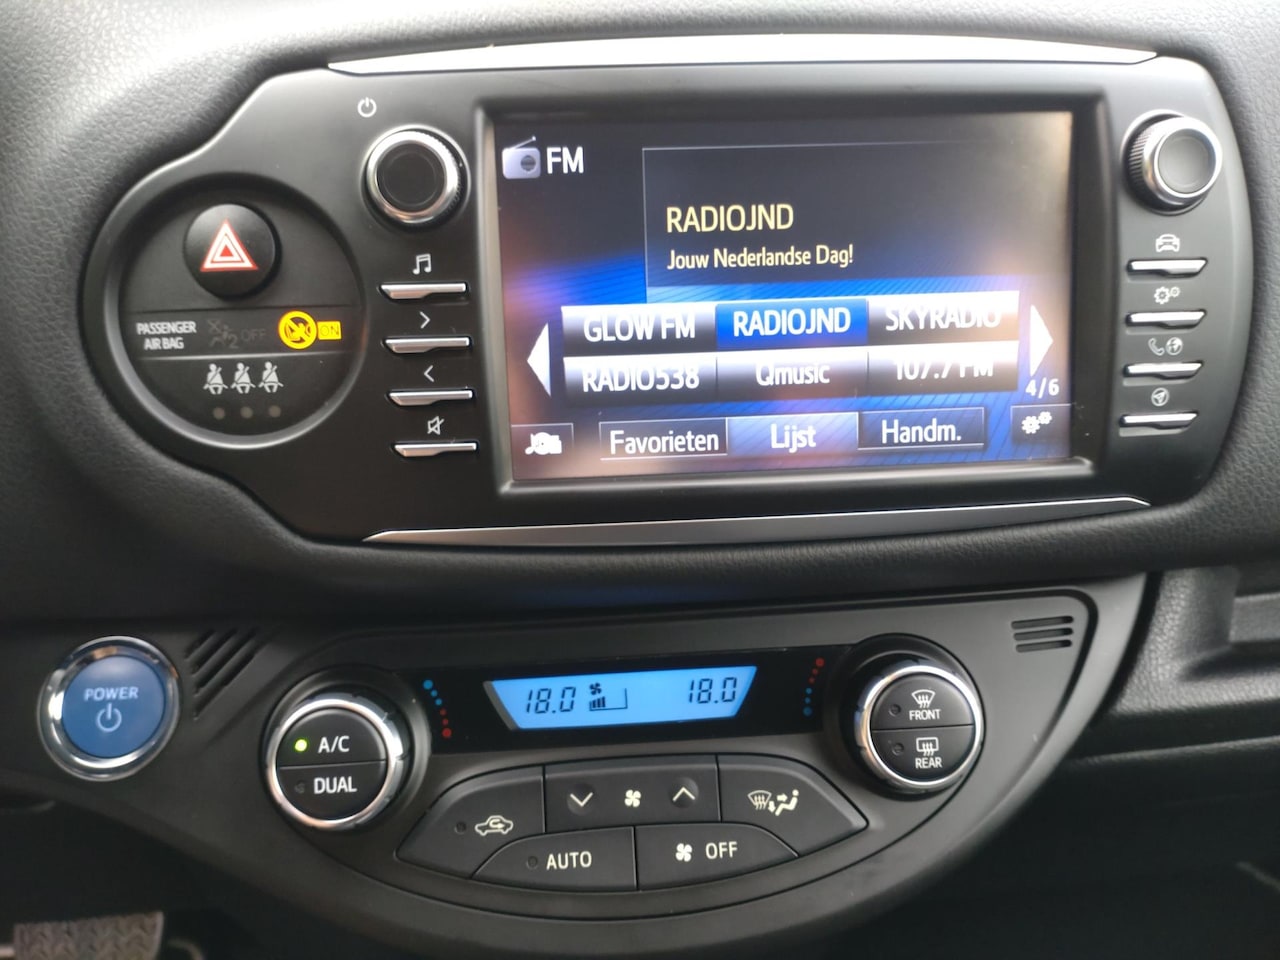 FM
RADIOJND
Jouw Nederlandse Dag!
GLOW FM
RADIOJND
SKYRADIO
RADIO538
Qmusic
107.7 FM
4/6
Favorieten
Lijst
Handm.
PASSENGER
AIR BAG
2 OFF
ON
POWER
A/C
DUAL
18.0
18.0
FRONT
REAR
AUTO
OFF